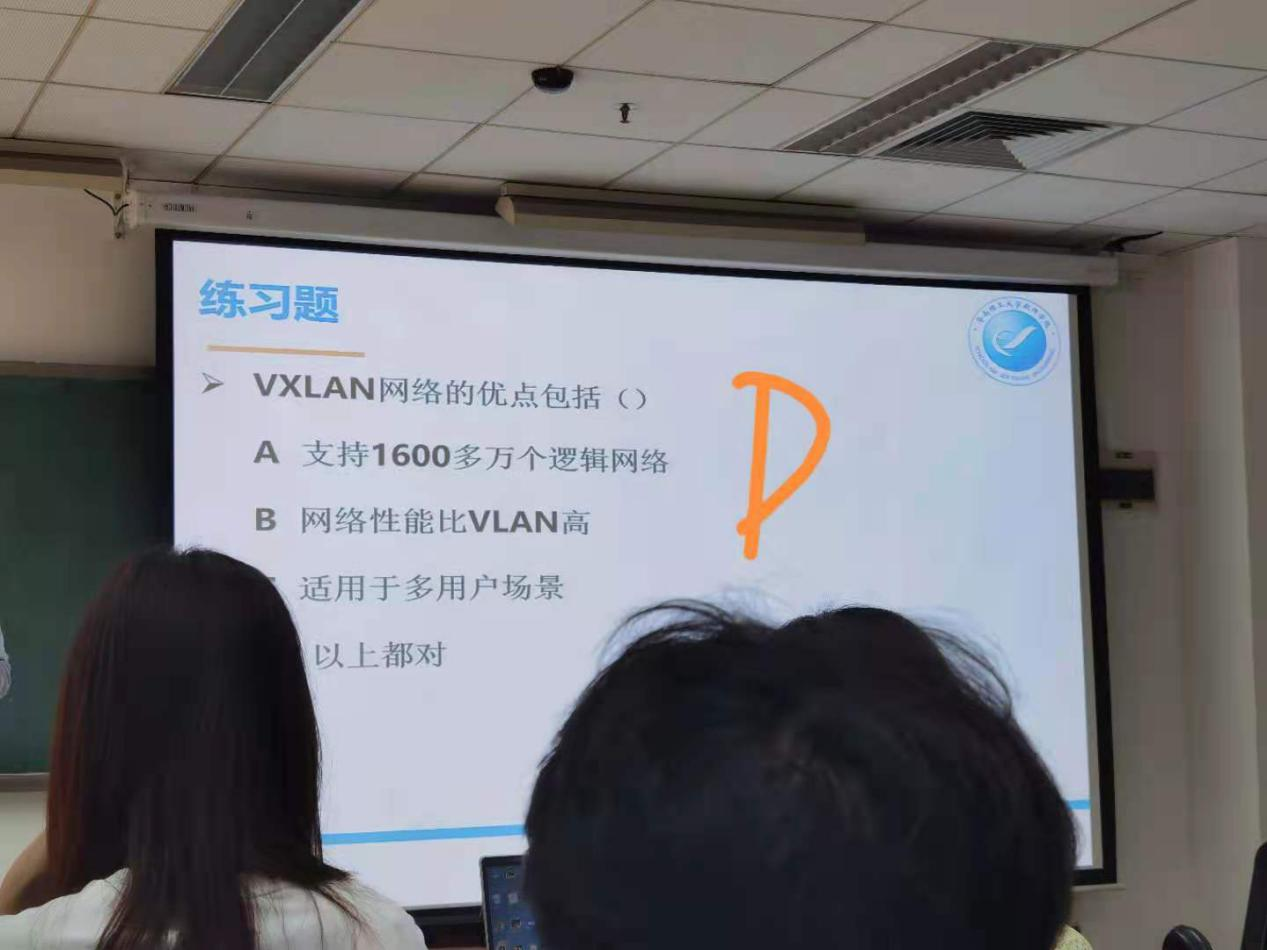 练习题
➢ VXLAN网络的优点包括（）
A 支持1600多万个逻辑网络
B 网络性能比VLAN高
适用于多用户场景
以上都对
D